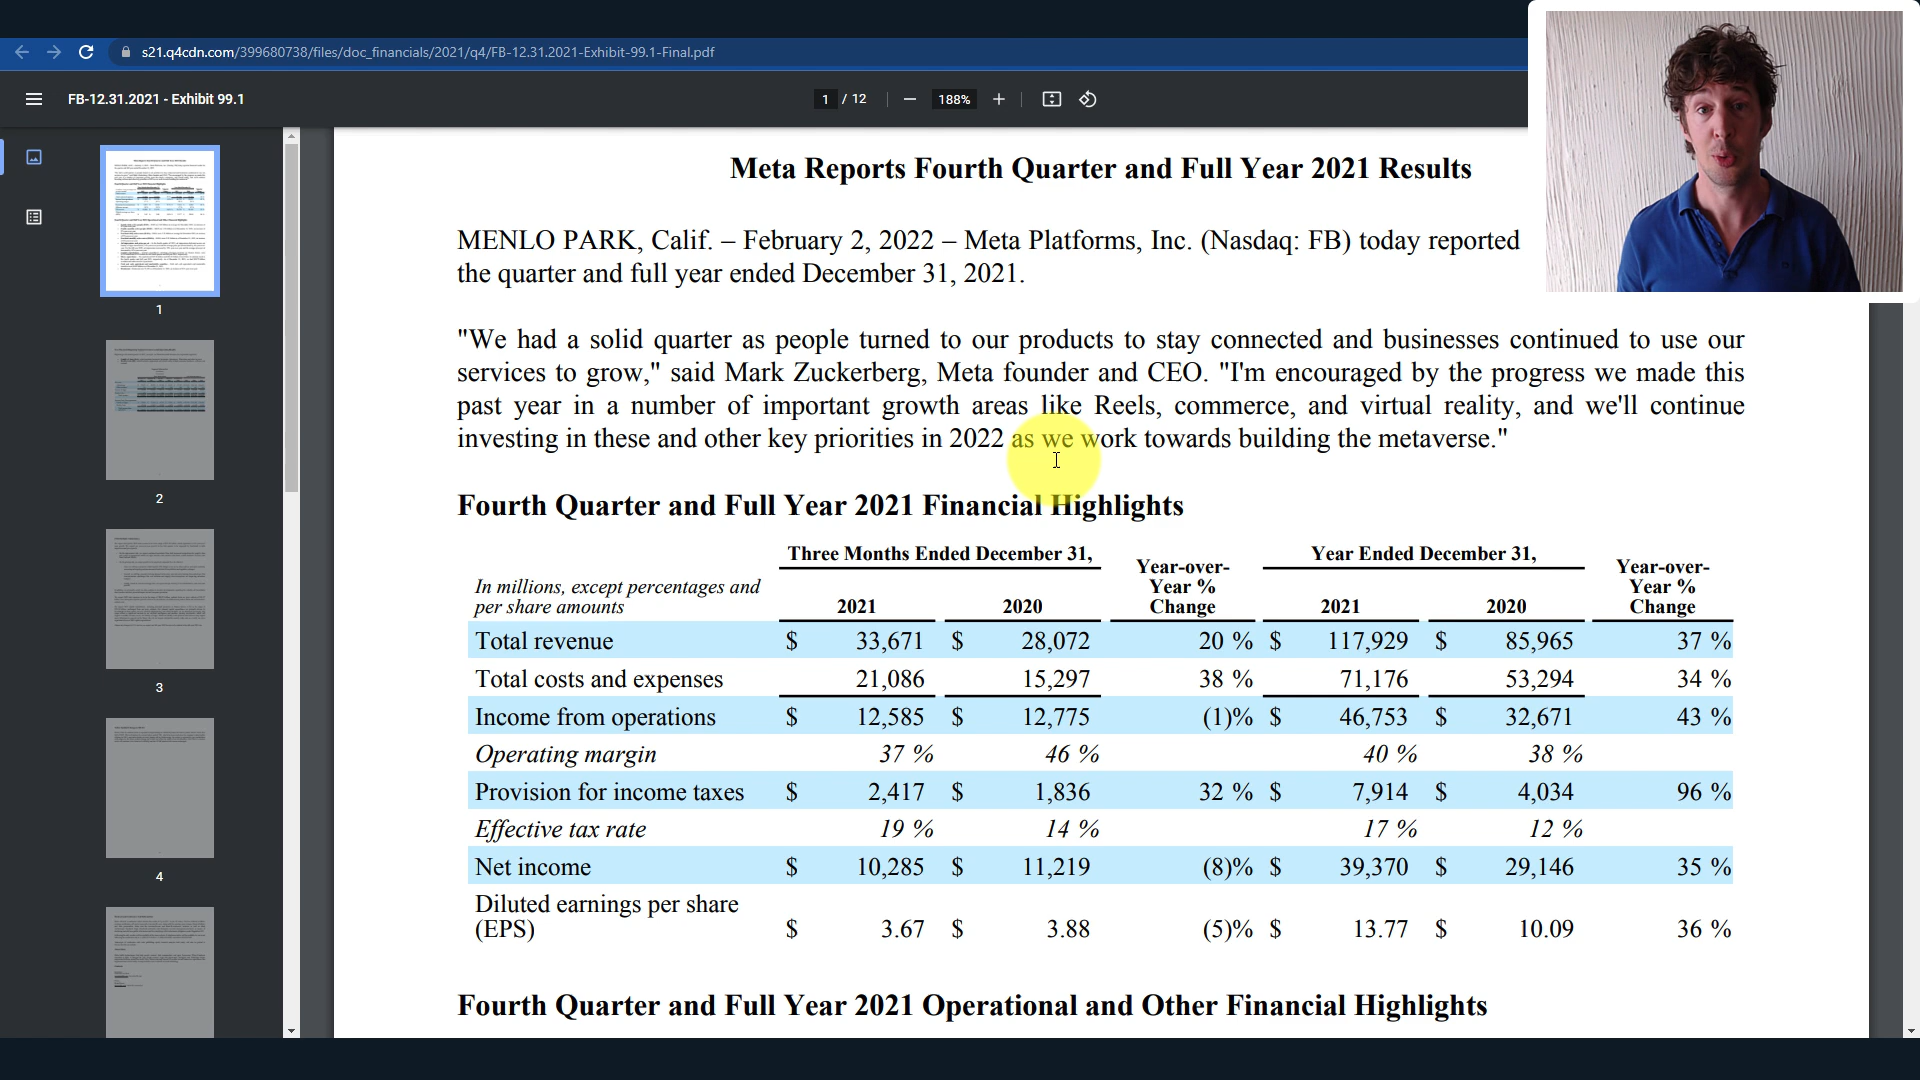 s21.q4cdn.com/399680738/files/doc_financials/2021/q4/FB-12.31.2021-Exhibit-99.1-Final.pdf
FB-12.31.2021 - Exhibit 99.1
1 / 12
188%
1
2
3
4
Meta Reports Fourth Quarter and Full Year 2021 Results
MENLO PARK, Calif. – February 2, 2022 – Meta Platforms, Inc. (Nasdaq: FB) today reported
the quarter and full year ended December 31, 2021.
"We had a solid quarter as people turned to our products to stay connected and businesses continued to use our
services to grow," said Mark Zuckerberg, Meta founder and CEO. "I'm encouraged by the progress we made this
past year in a number of important growth areas like Reels, commerce, and virtual reality, and we'll continue
investing in these and other key priorities in 2022 as we work towards building the metaverse."
Fourth Quarter and Full Year 2021 Financial Highlights
In millions, except percentages and
per share amounts
Three Months Ended December 31,
2021 2020
Year-over-
Year %
Change
Year Ended December 31,
2021 2020
Year-over-
Year %
Change
Total revenue $ 33,671 $ 28,072 20 % $ 117,929 $ 85,965 37 %
Total costs and expenses 21,086 15,297 38 % 71,176 53,294 34 %
Income from operations $ 12,585 $ 12,775 (1)% $ 46,753 $ 32,671 43 %
Operating margin 37 % 46 % 40 % 38 %
Provision for income taxes $ 2,417 $ 1,836 32 % $ 7,914 $ 4,034 96 %
Effective tax rate 19 % 14 % 17 % 12 %
Net income $ 10,285 $ 11,219 (8)% $ 39,370 $ 29,146 35 %
Diluted earnings per share
(EPS) $ 3.67 $ 3.88 (5)% $ 13.77 $ 10.09 36 %
Fourth Quarter and Full Year 2021 Operational and Other Financial Highlights